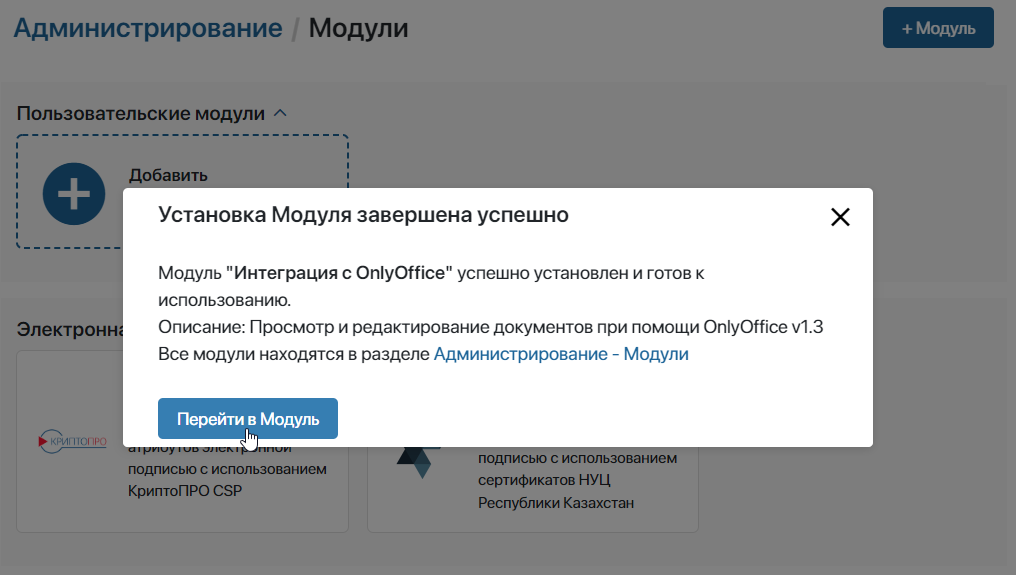 Администрирование / Модули
+ Модуль
Пользовательские модули
Добавить
Установка Модуля завершена успешно
Модуль "Интеграция с OnlyOffice" успешно установлен и готов к
использованию.
Описание: Просмотр и редактирование документов при помощи OnlyOffice v1.3
Все модули находятся в разделе Администрирование - Модули
Перейти в Модуль
Электронна
КРИПТОПРО
атрибутов электронной
подписью с использованием
КриптоПРО CSP
подписью с использованием
сертификатов НУЦ
Республики Казахстан